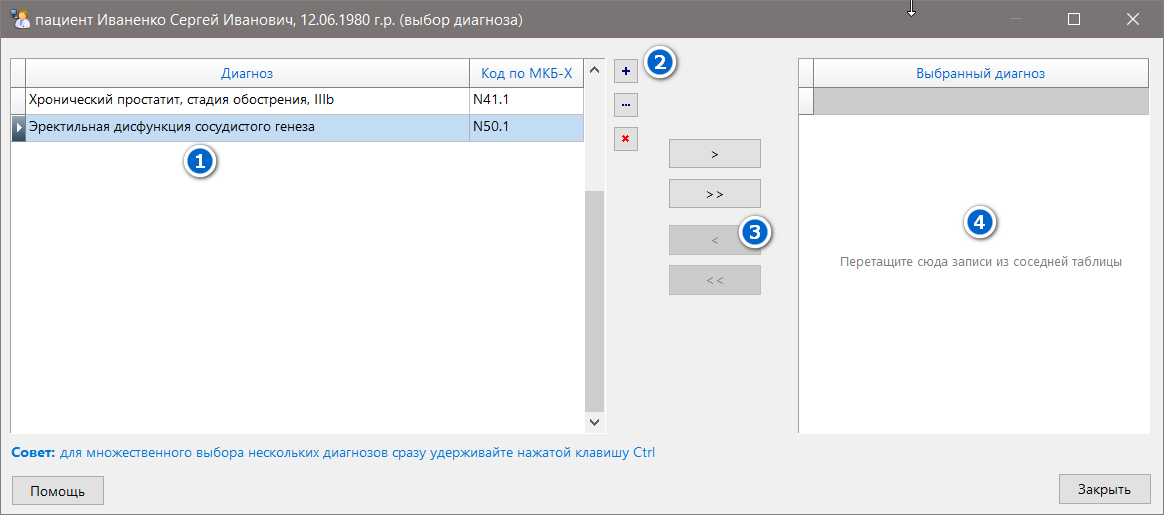 пациент Иваненко Сергей Иванович, 12.06.1980 г.р. (выбор диагноза)
Диагноз Код по МКБ-X
Хронический простатит, стадия обострения, IIIb N41.1
Эректильная дисфункция сосудистого генеза N50.1
1
2
+
...
×
>
>>
<
<<
3
Выбранный диагноз
4
Перетащите сюда записи из соседней таблицы
Совет: для множественного выбора нескольких диагнозов сразу удерживайте нажатой клавишу Ctrl
Помощь
Закрыть